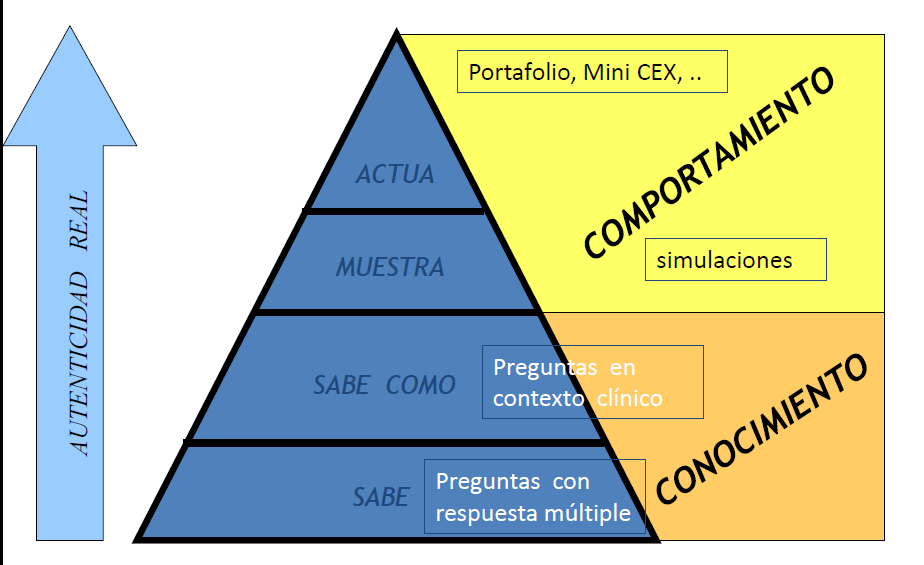 Portafolio, Mini CEX, ..
COMPORTAMIENTO
ACTUA
AUTENTICIDAD REAL
simulaciones
MUESTRA
SABE COMO
Preguntas en
contexto clínico
CONOCIMIENTO
SABE
Preguntas con
respuesta múltiple